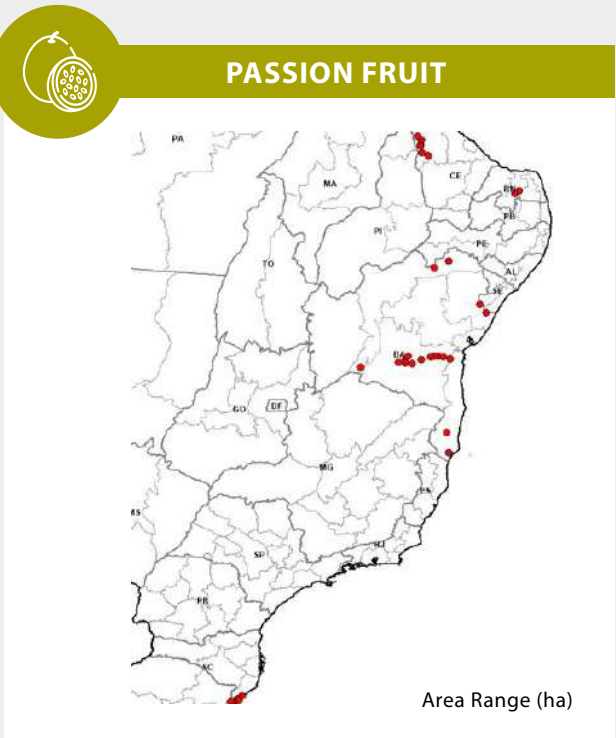 PASSION FRUIT
PA
MA
CE
RN
PB
PI
PE
TO
AL
SE
BA
GO
DF
MG
MS
ES
RJ
SP
PR
SC
Area Range (ha)